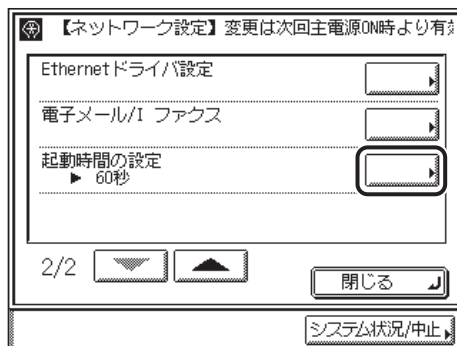 【ネットワーク設定】変更は次回主電源ON時より有
Ethernetドライバ設定
電子メール/I ファクス
起動時間の設定
▶ 60秒
2/2
閉じる
システム状況/中止